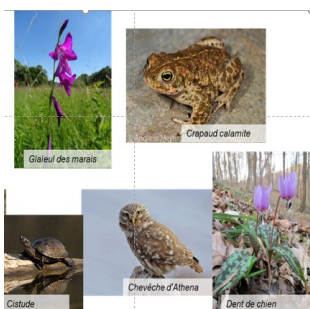 Crapaud calamite
Glaïeul des marais
Chevêche d'Athena
Cistude
Dent de chien